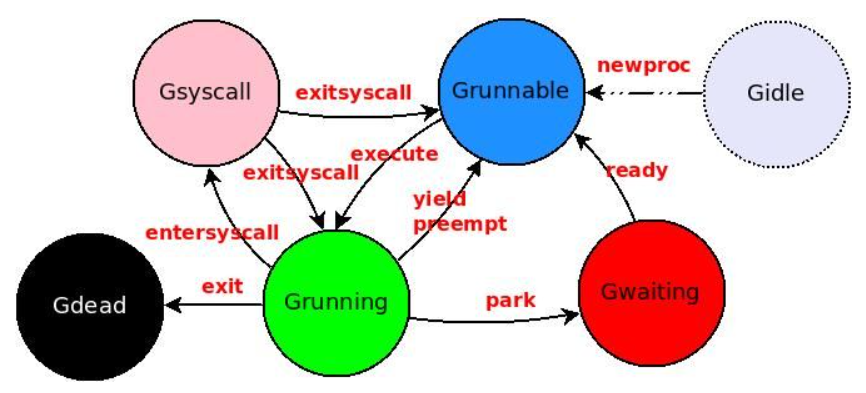 newproc
Gsyscall
exitsyscall
Grunnable
Gidle
execute
exitsyscall
ready
yield
preempt
entersyscall
exit
Gdead
Grunning
park
Gwaiting